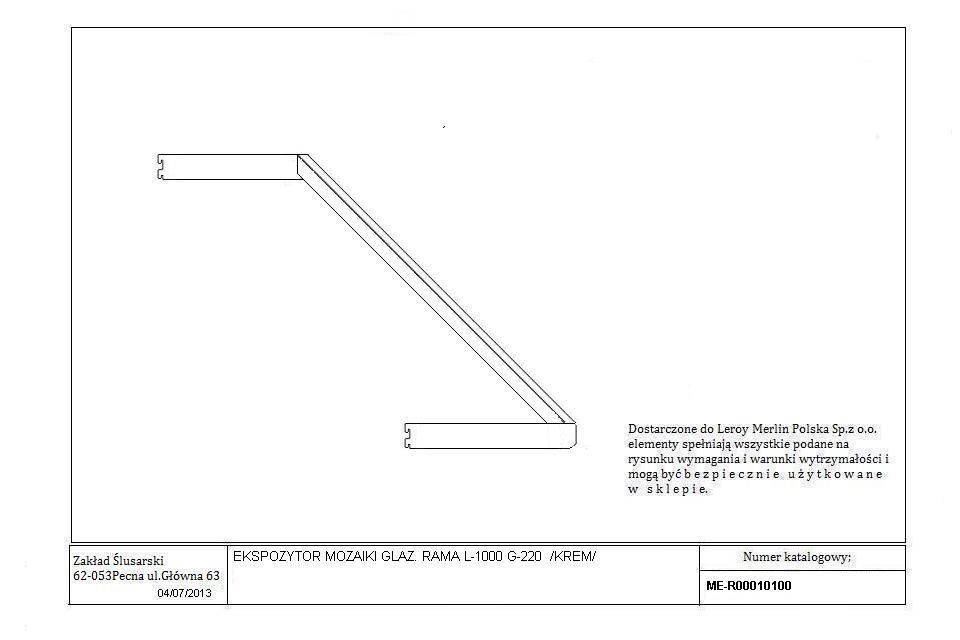 Dostarczone do Leroy Merlin Polska Sp.z o.o.
elementy spełniają wszystkie podane na
rysunku wymagania i warunki wytrzymałości i
mogą być b e z p i e c z n i e u ż y t k o w a n e
w s k l e p i e.
Zakład Ślusarski
62-053Pecna ul.Główna 63
04/07/2013
EKSPOZYTOR MOZAIKI GLAZ. RAMA L-1000 G-220 /KREM/
Numer katalogowy;
ME-R00010100